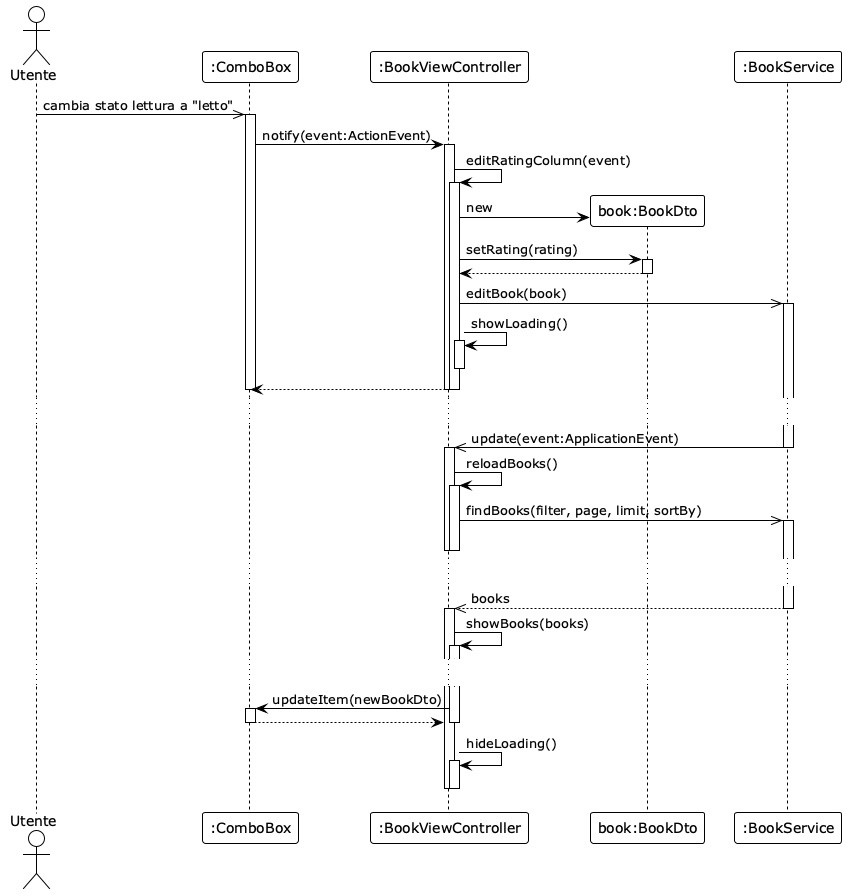 Utente
:ComboBox
:BookViewController
:BookService
cambia stato lettura a "letto"
notify(event:ActionEvent)
editRatingColumn(event)
new
book:BookDto
setRating(rating)
editBook(book)
showLoading()
update(event:ApplicationEvent)
reloadBooks()
findBooks(filter, page, limit, sortBy)
books
showBooks(books)
updateItem(newBookDto)
hideLoading()
Utente
:ComboBox
:BookViewController
book:BookDto
:BookService